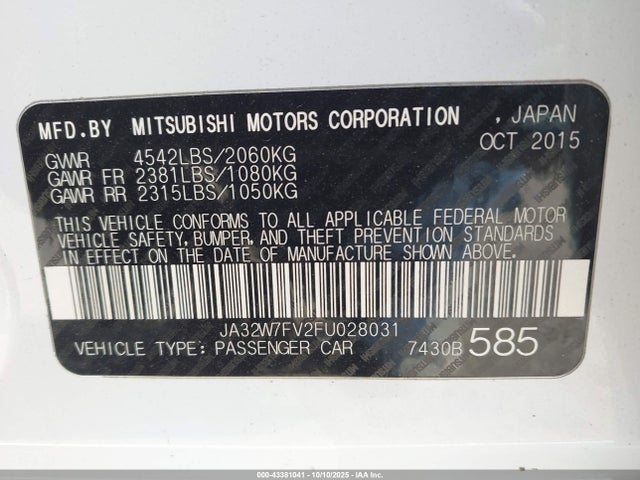 MFD.BY MITSUBISHI MOTORS CORPORATION , JAPAN
OCT 2015
GVWR 4542LBS/2060KG
GAWR FR 2381LBS/1080KG
GAWR RR 2315LBS/1050KG
THIS VEHICLE CONFORMS TO ALL APPLICABLE FEDERAL MOTOR
VEHICLE SAFETY, BUMPER, AND THEFT PREVENTION STANDARDS
IN EFFECT ON THE DATE OF MANUFACTURE SHOWN ABOVE.
JA32W7FV2FU028031
VEHICLE TYPE: PASSENGER CAR 7430B 585
000-43381041 - 10/10/2025 - © IAA, Inc.